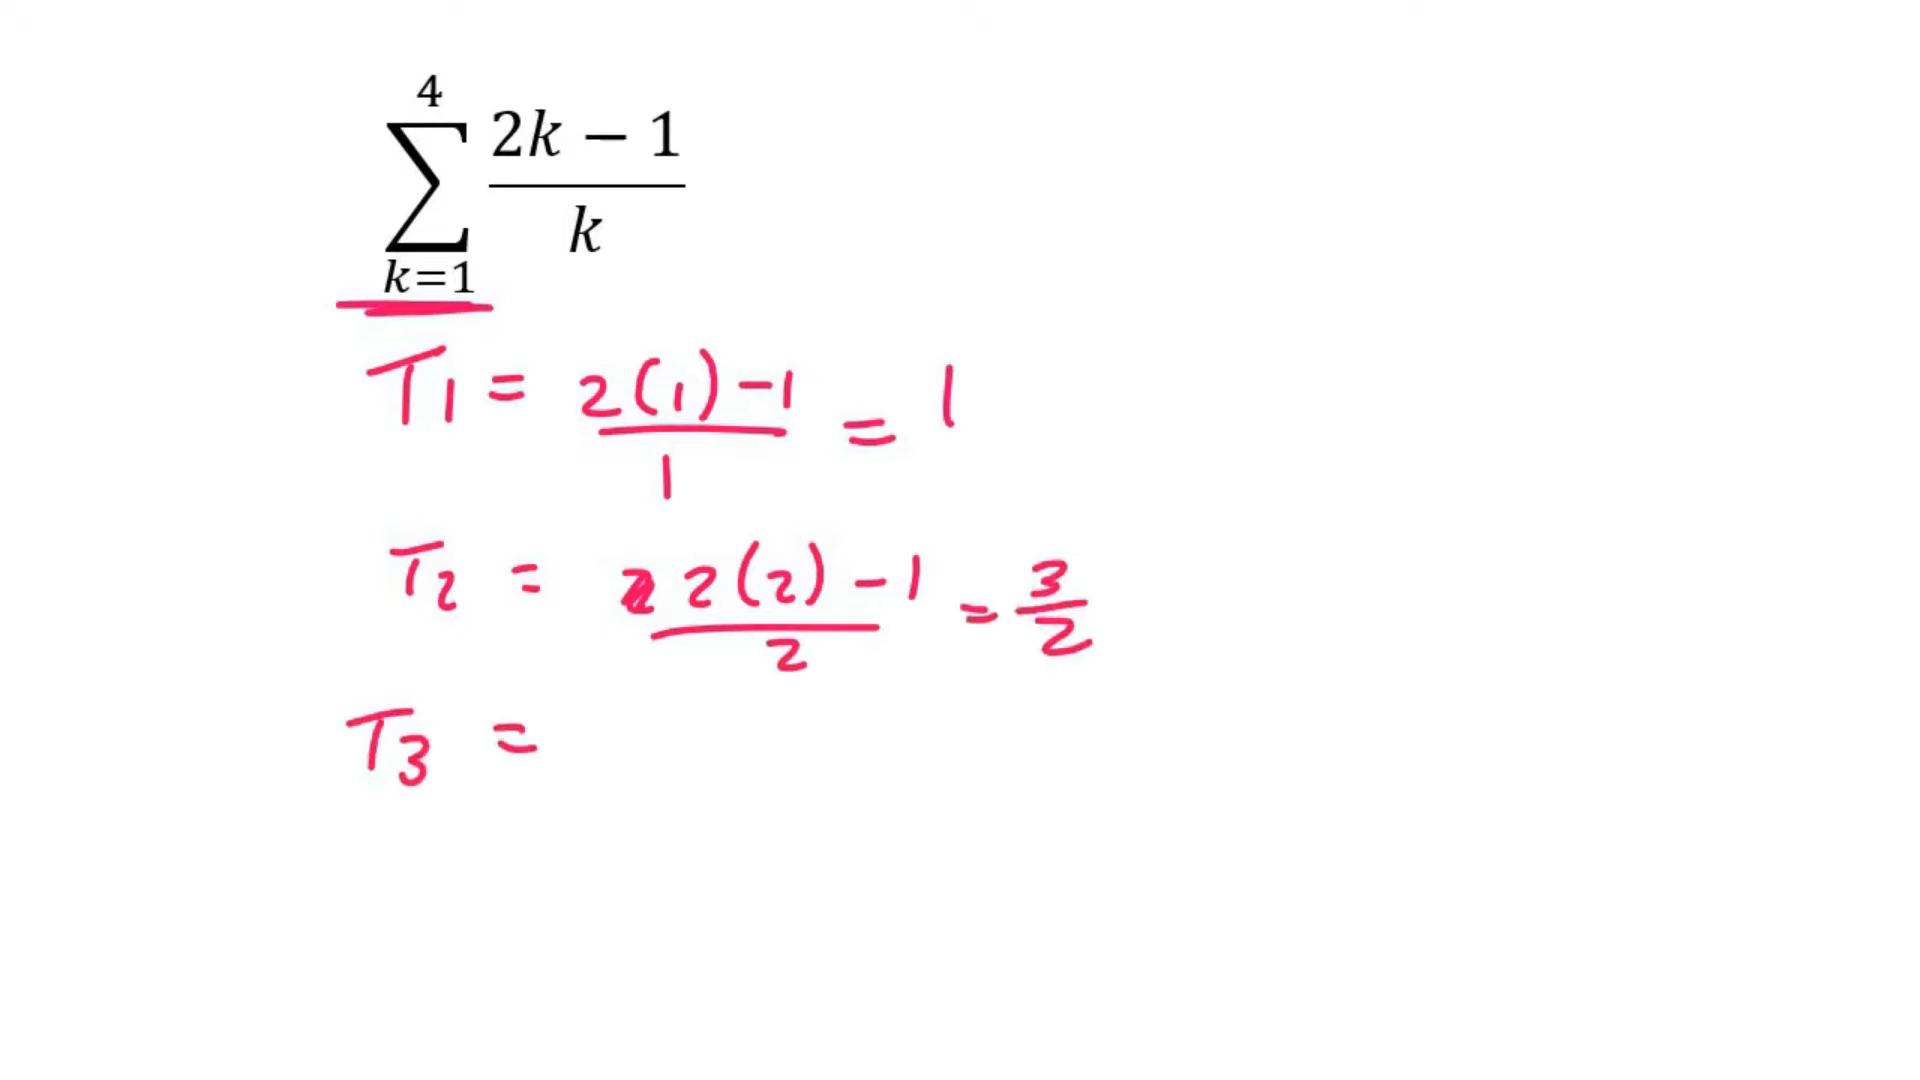 4
∑ (2k − 1)/k
k=1
T1 = (2(1) - 1)/1 = 1
T2 = (2(2) - 1)/2 = 3/2
T3 =